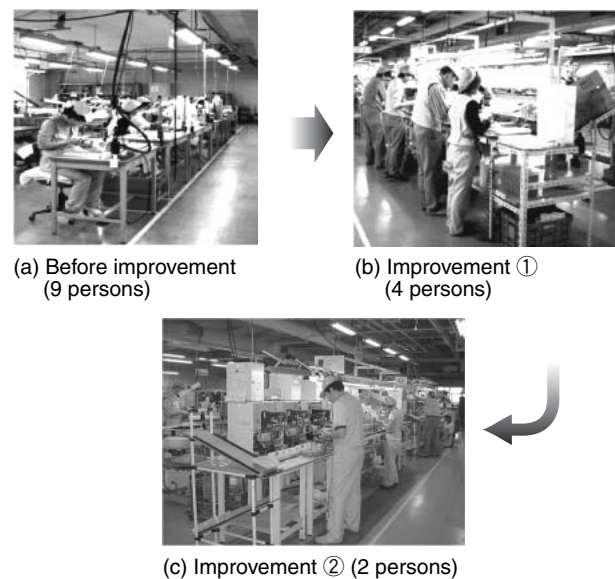 (a) Before improvement
(9 persons)
(b) Improvement ①
(4 persons)
(c) Improvement ② (2 persons)